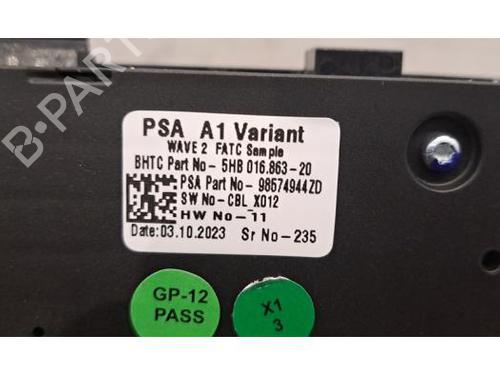 PSA A1 Variant
WAVE 2 FATC Sample
BHTC Part No- 5HB 016.863-20
PSA Part No-98574944ZD
SW No-CBL_X012
HW No-11
Date:03.10.2023 Sr No-235
GP-12
PASS
X1
3
B-PARTS